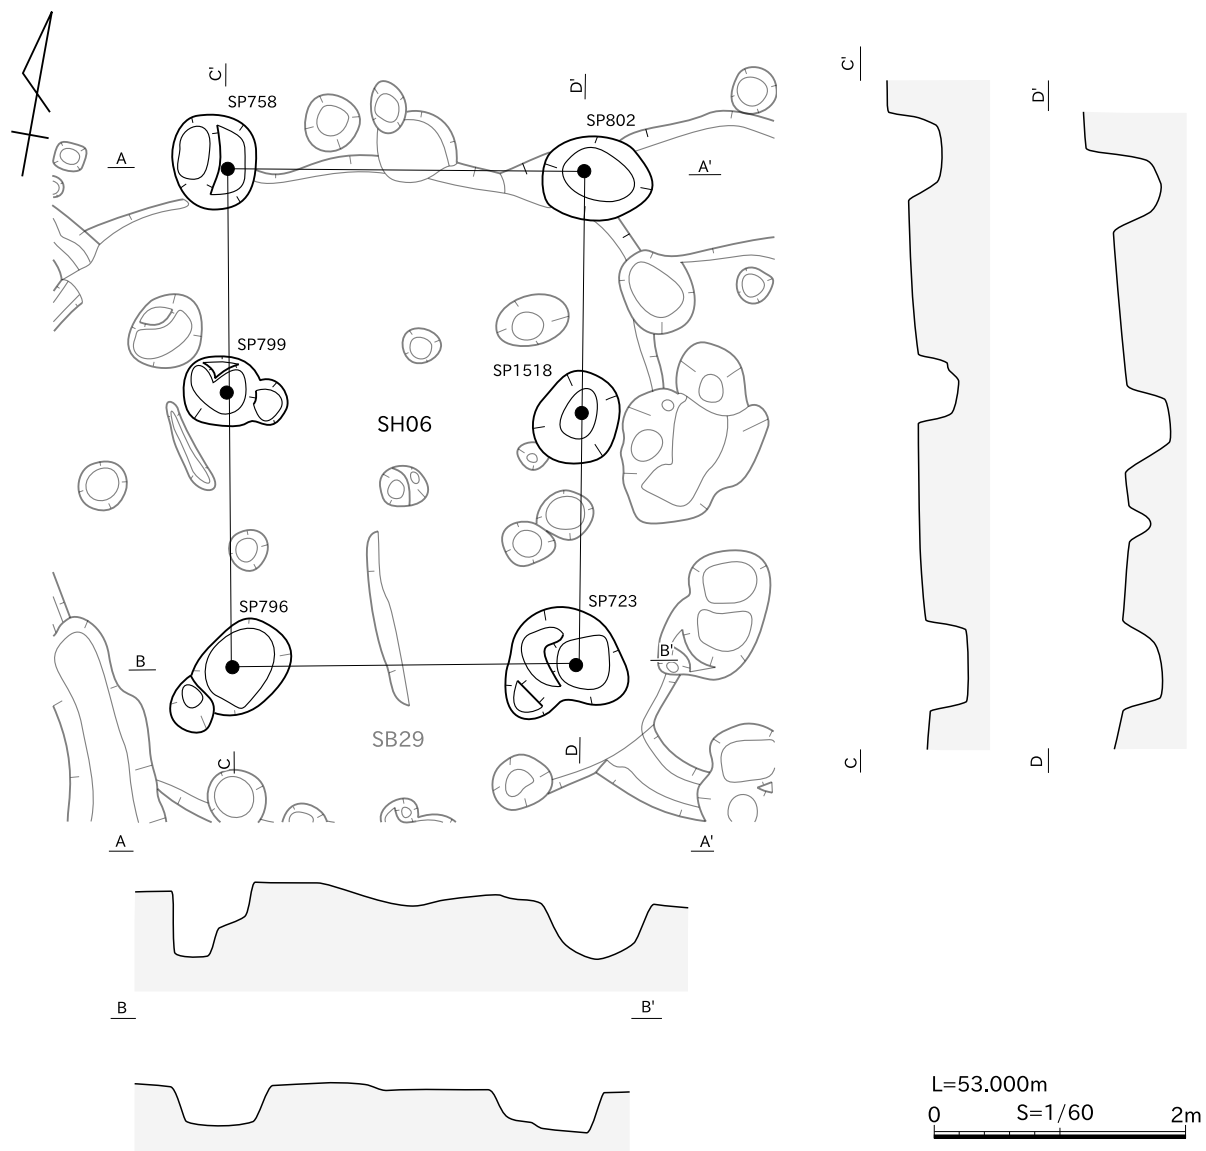 C'
D'
SP758
SP802
A
A'
SP799
SP1518
SH06
SP796
SP723
B
B'
SB29
C
D
C'
D'
C
D
A
A'
B
B'
L=53.000m
0 S=1/60 2m